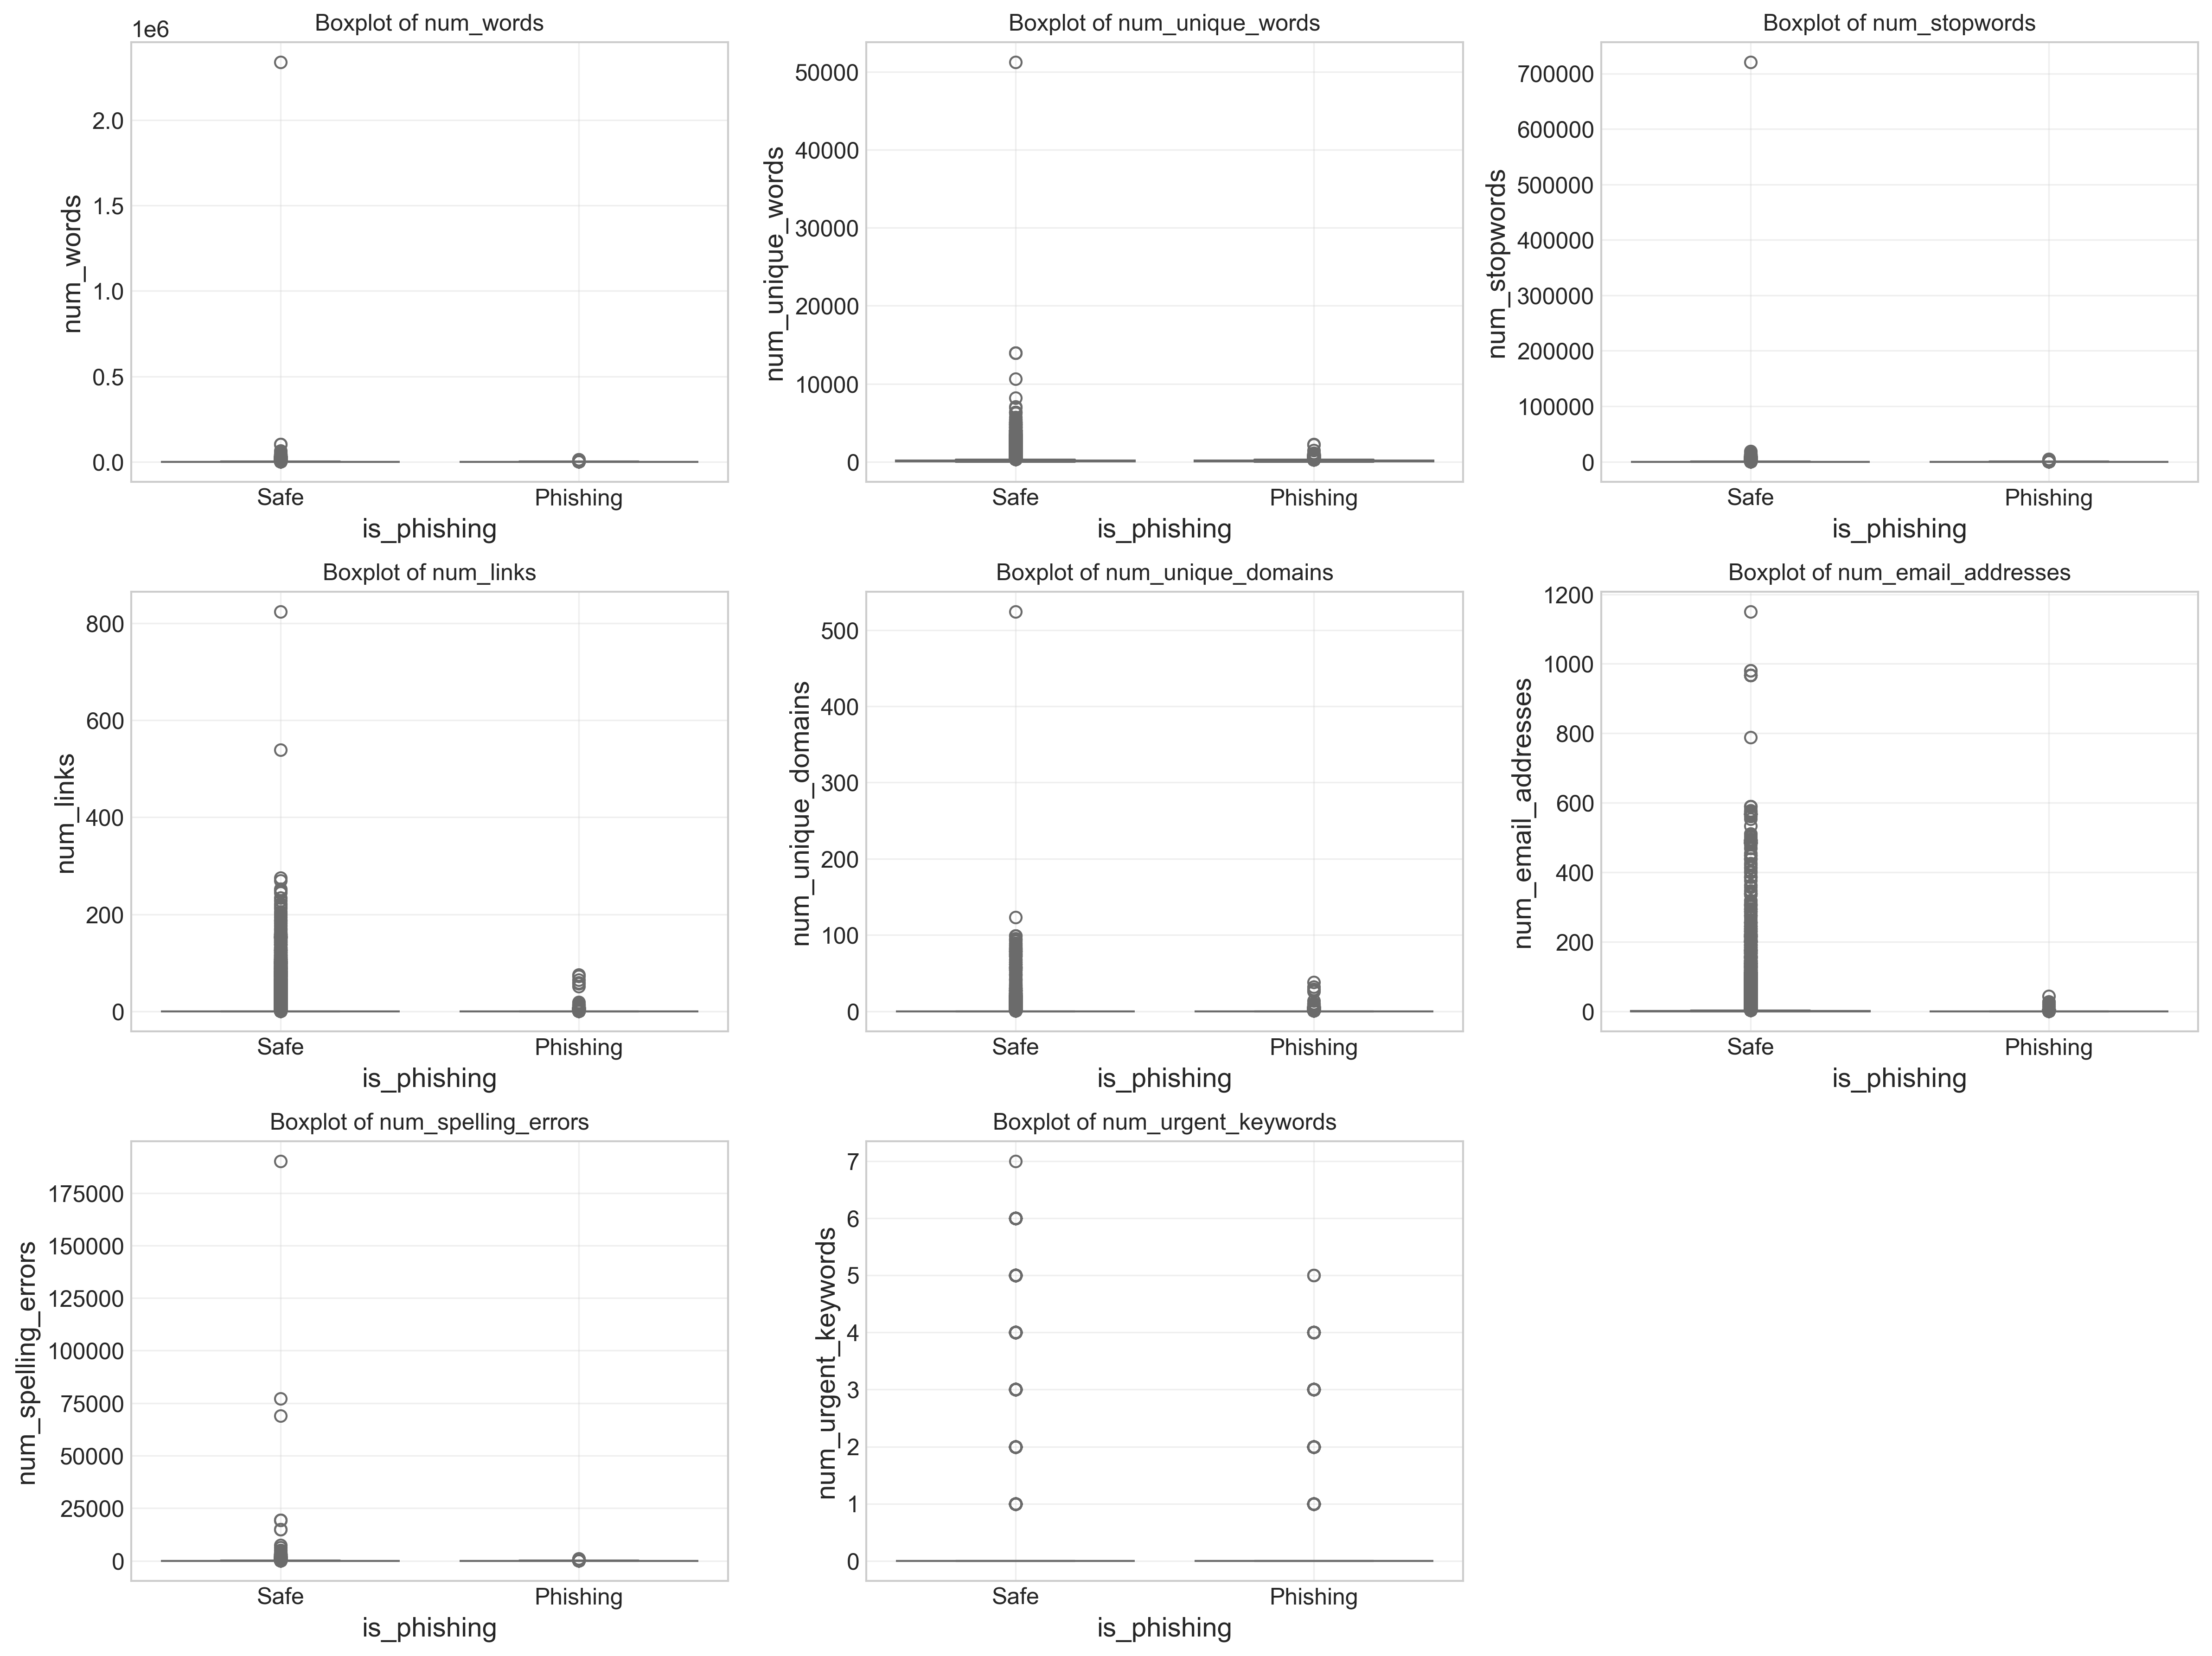 Boxplot of num_words
1e6
2.0
1.5
1.0
0.5
0.0
num_words
Safe
Phishing
is_phishing
Boxplot of num_unique_words
50000
40000
30000
20000
10000
0
num_unique_words
Safe
Phishing
is_phishing
Boxplot of num_stopwords
700000
600000
500000
400000
300000
200000
100000
0
num_stopwords
Safe
Phishing
is_phishing
Boxplot of num_links
800
600
400
200
0
num_links
Safe
Phishing
is_phishing
Boxplot of num_unique_domains
500
400
300
200
100
0
num_unique_domains
Safe
Phishing
is_phishing
Boxplot of num_email_addresses
1200
1000
800
600
400
200
0
num_email_addresses
Safe
Phishing
is_phishing
Boxplot of num_spelling_errors
175000
150000
125000
100000
75000
50000
25000
0
num_spelling_errors
Safe
Phishing
is_phishing
Boxplot of num_urgent_keywords
7
6
5
4
3
2
1
0
num_urgent_keywords
Safe
Phishing
is_phishing